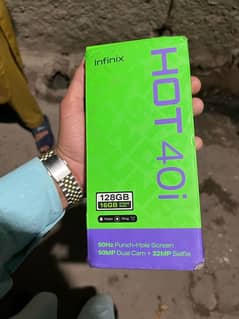 infinix
HOT 40i
128GB
16GB
90Hz Punch-Hole Screen
50MP Dual Cam + 32MP Selfie